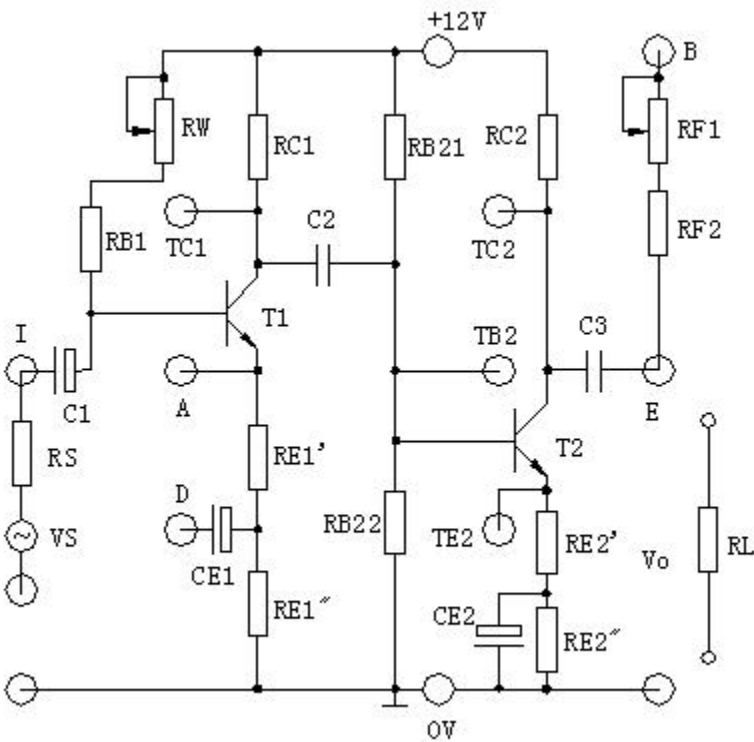 +12V
B
RW
RC1
RB21
RC2
RF1
RB1
TC1
C2
TC2
RF2
I
T1
TB2
C3
C1
A
E
RS
RE1'
T2
D
RB22
TE2
RE2'
VS
CE1
Vo
RL
RE1"
CE2
RE2"
0V